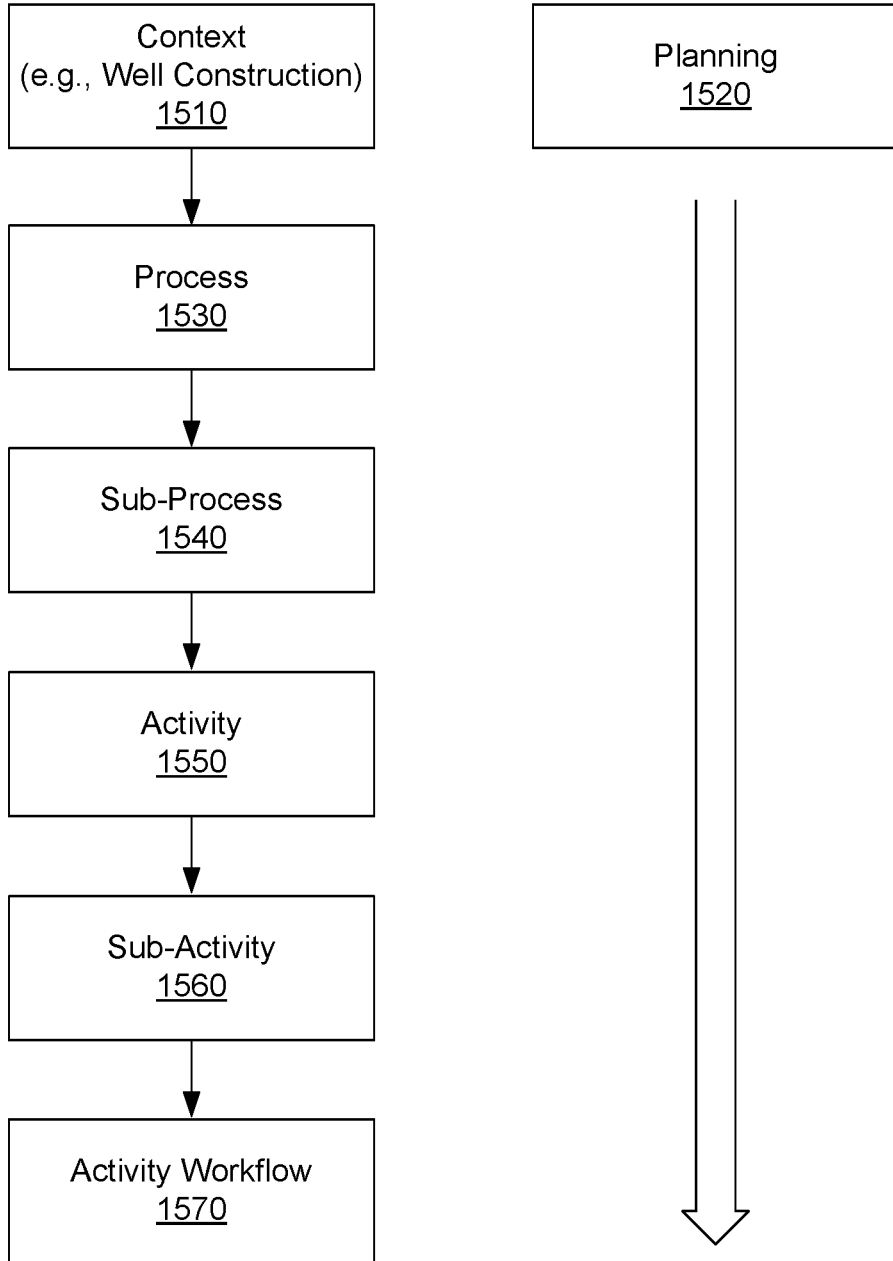 Context
(e.g., Well Construction)
1510
Planning
1520
Process
1530
Sub-Process
1540
Activity
1550
Sub-Activity
1560
Activity Workflow
1570